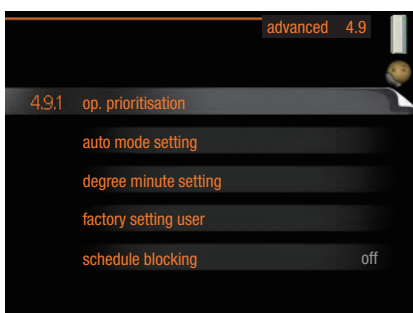 advanced 4.9
4.9.1 op. prioritisation
auto mode setting
degree minute setting
factory setting user
schedule blocking off